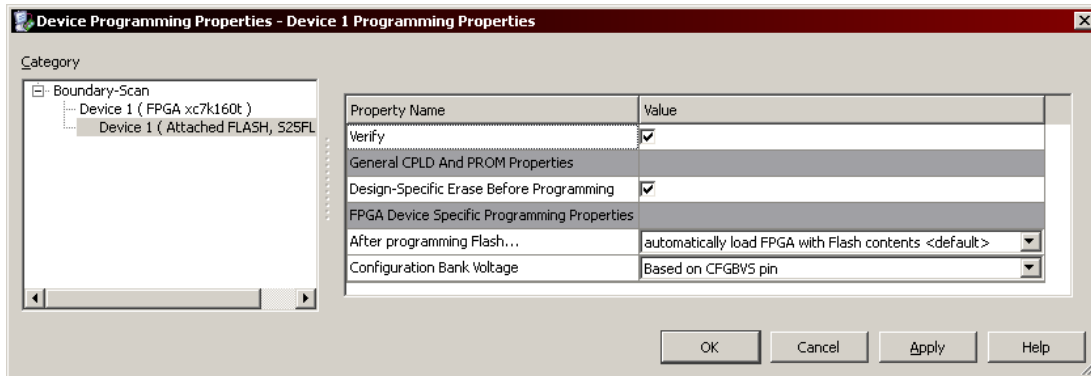 Device Programming Properties - Device 1 Programming Properties
Category
Boundary-Scan
Device 1 ( FPGA xc7k160t )
Device 1 ( Attached FLASH, S25FL
Property Name Value
Verify
General CPLD And PROM Properties
Design-Specific Erase Before Programming
FPGA Device Specific Programming Properties
After programming Flash... automatically load FPGA with Flash contents <default>
Configuration Bank Voltage Based on CFGBVS pin
OK Cancel Apply Help